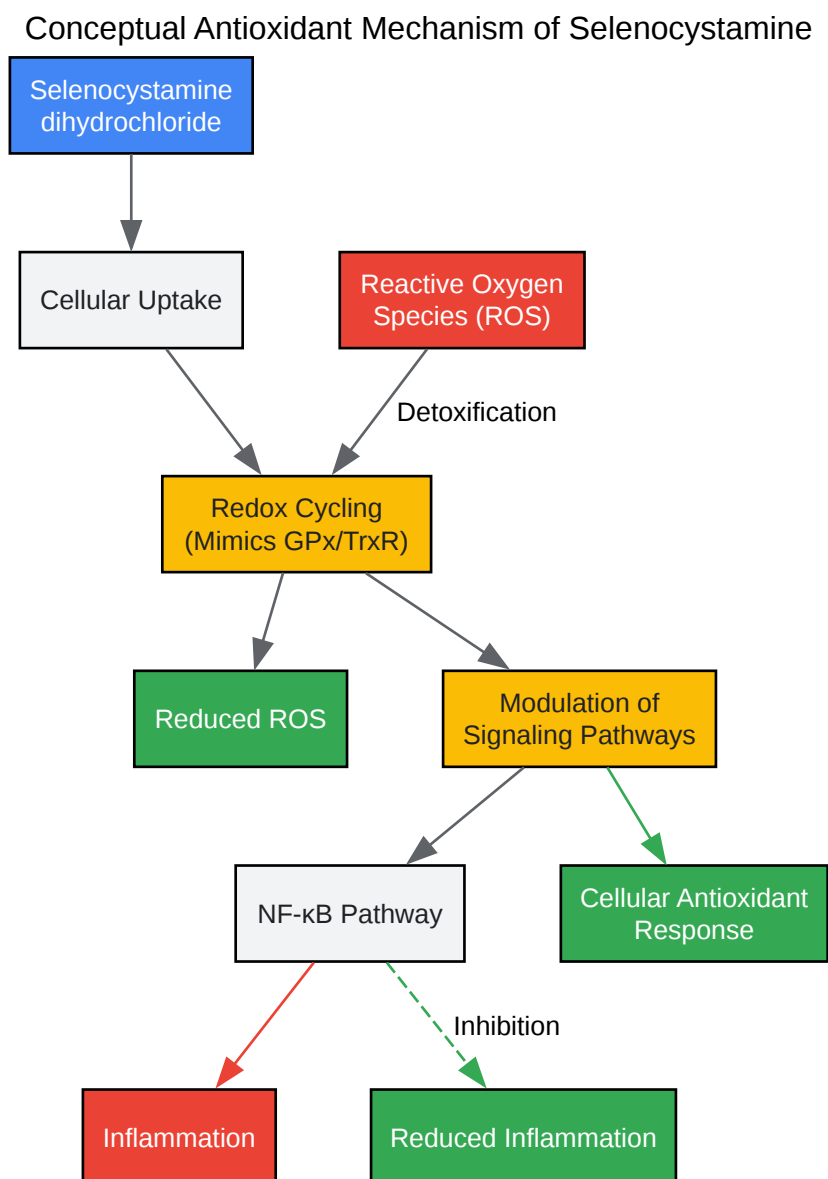 Conceptual Antioxidant Mechanism of Selenocystamine
Selenocystamine
dihydrochloride
Cellular Uptake
Reactive Oxygen
Species (ROS)
Detoxification
Redox Cycling
(Mimics GPx/TrxR)
Reduced ROS
Modulation of
Signaling Pathways
NF-κB Pathway
Cellular Antioxidant
Response
Inhibition
Inflammation
Reduced Inflammation